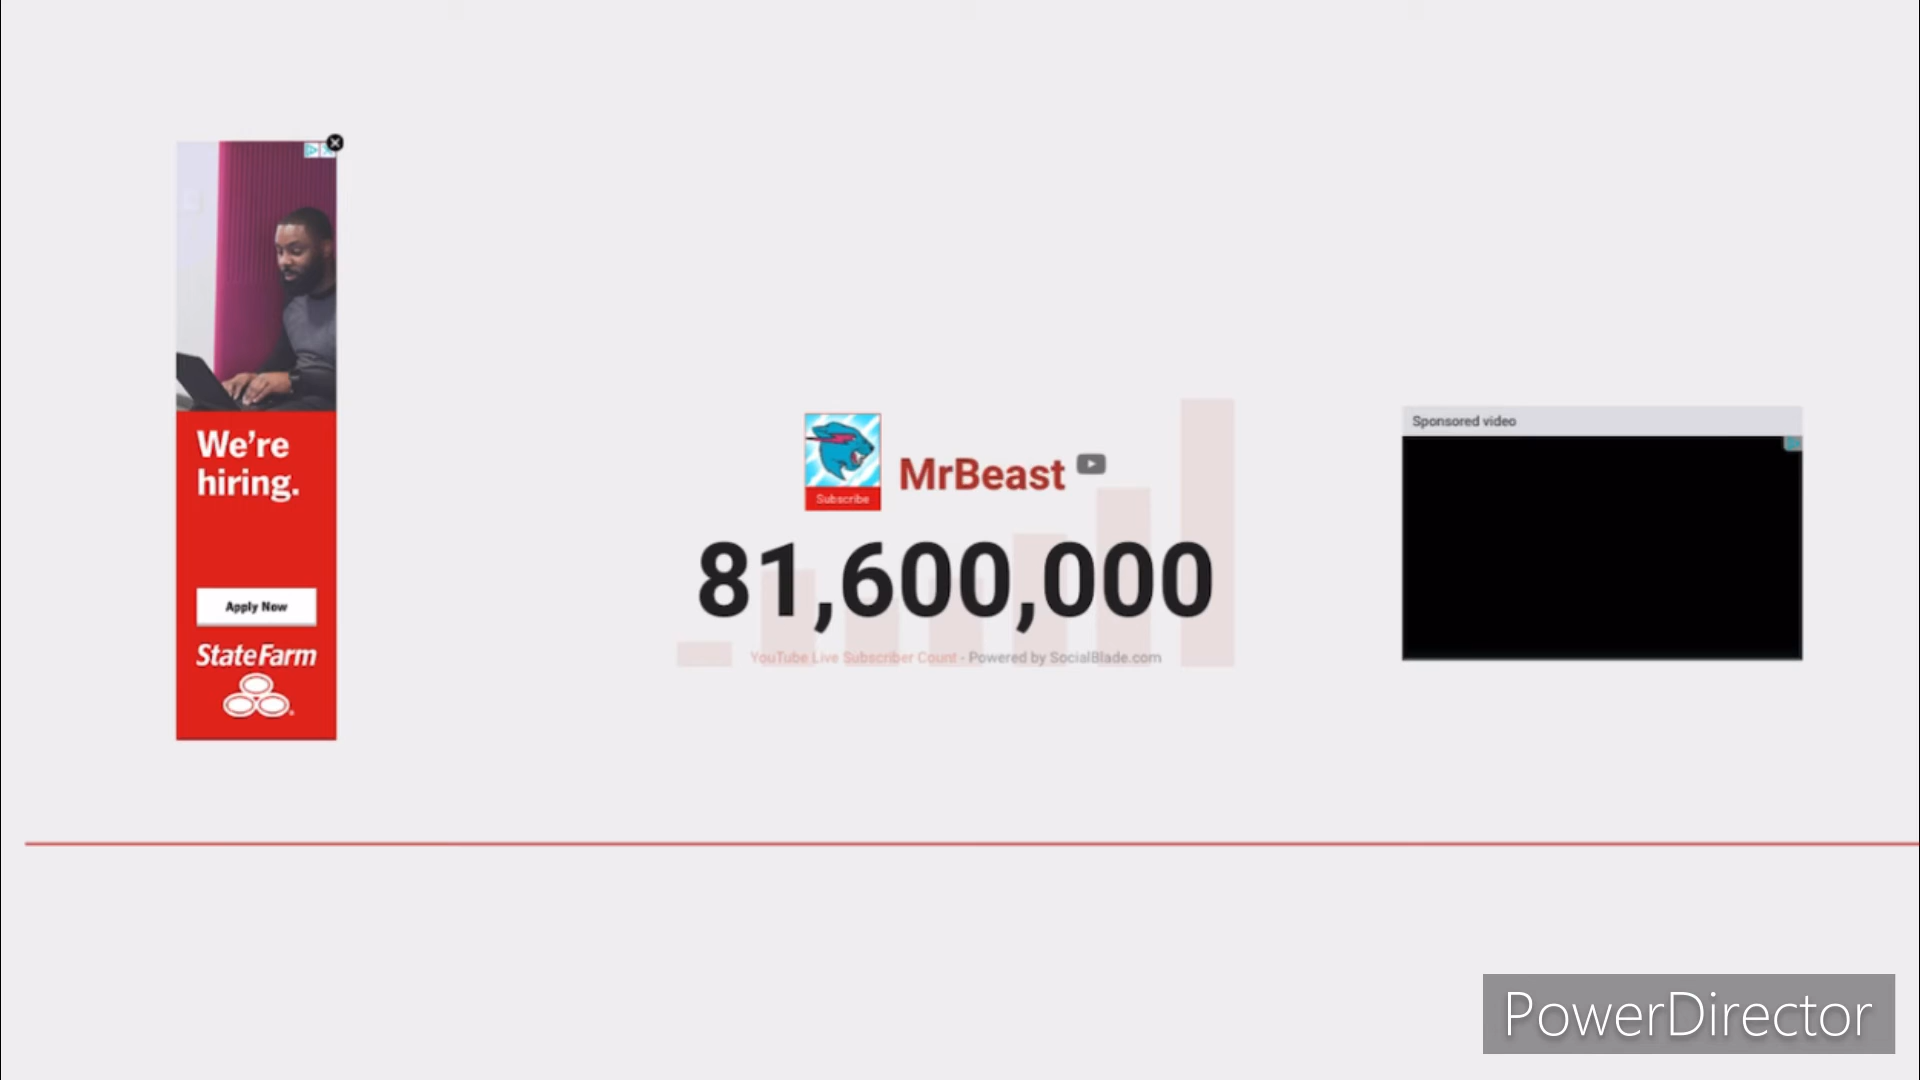 We're
hiring.
Apply Now
StateFarm
Subscribe
MrBeast
81,600,000
YouTube Live Subscriber Count - Powered by SocialBlade.com
Sponsored video
PowerDirector